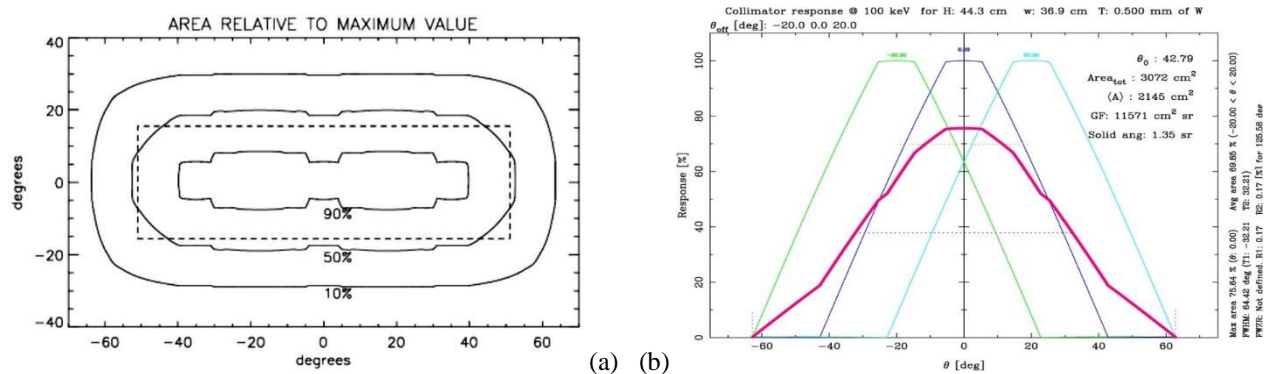 AREA RELATIVE TO MAXIMUM VALUE
40
20
0
−20
−40
degrees
90%
50%
10%
−60 −40 −20 0 20 40 60
degrees
(a) (b)
Collimator response @ 100 keV for H: 44.3 cm w: 36.9 cm T: 0.500 mm of W
θoff [deg]: −20.0 0.0 20.0
−20.00 0.00 20.00
θ0 : 42.79
Areatot : 3072 cm2
⟨A⟩ : 2145 cm2
GF: 11571 cm2 sr
Solid ang: 1.35 sr
100
80
60
40
20
0
Response [%]
−60 −40 −20 0 20 40 60
θ [deg]
Max area 75.64 % (θ: 0.00) Avg area 69.85 % (−20.00 < θ < 20.00)
FWHM: 64.42 deg (T1: −32.21 T2: 32.21)
FWZR: Not defined. R1: 0.17 R2: 0.17 [%] for 125.58 deg